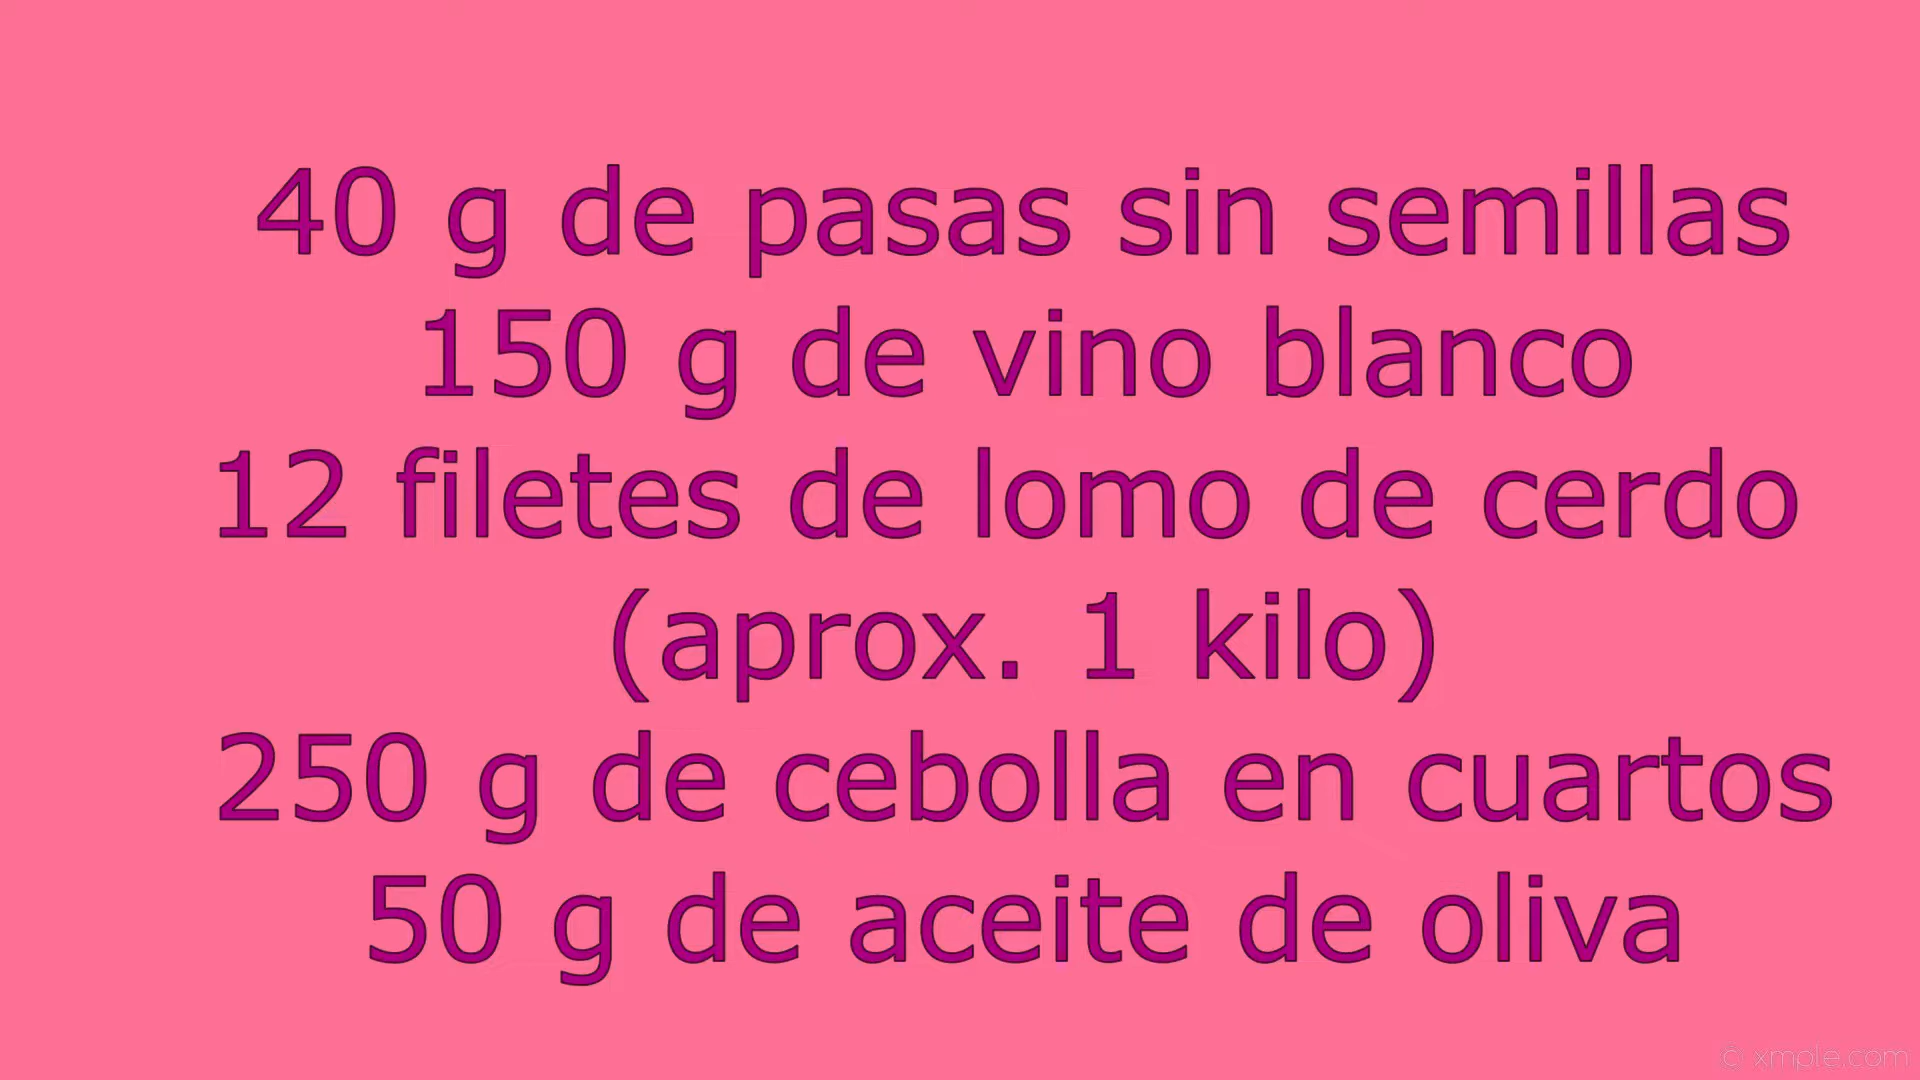 40 g de pasas sin semillas
150 g de vino blanco
12 filetes de lomo de cerdo
(aprox. 1 kilo)
250 g de cebolla en cuartos
50 g de aceite de oliva
© xmple.com